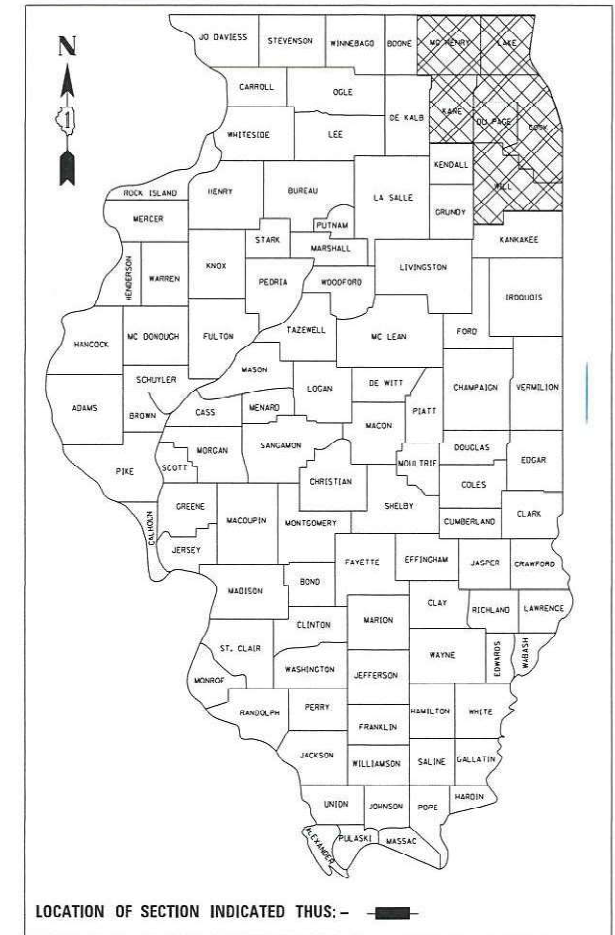 JO DAVIESS
STEVENSON
WINNEBAGO
BOONE
MC HENRY
LAKE
N
CARROLL
OGLE
DE KALB
KANE
DU PAGE
COOK
1
WHITESIDE
LEE
KENDALL
WILL
ROCK ISLAND
HENRY
BUREAU
LA SALLE
GRUNDY
MERCER
PUTNAM
STARK
MARSHALL
KANKAKEE
HENDERSON
WARREN
KNOX
PEORIA
WOODFORD
LIVINGSTON
IROQUOIS
HANCOCK
MC DONOUGH
FULTON
TAZEWELL
MC LEAN
FORD
MASON
SCHUYLER
LOGAN
DE WITT
CHAMPAIGN
VERMILION
ADAMS
BROWN
CASS
MENARD
PIATT
MACON
MORGAN
SANGAMON
DOUGLAS
MOULTRIE
EDGAR
PIKE
SCOTT
CHRISTIAN
COLES
GREENE
MACOUPIN
MONTGOMERY
SHELBY
CUMBERLAND
CLARK
CALHOUN
JERSEY
FAYETTE
EFFINGHAM
JASPER
CRAWFORD
MADISON
BOND
CLAY
RICHLAND
LAWRENCE
CLINTON
MARION
ST. CLAIR
WAYNE
EDWARDS
WABASH
WASHINGTON
JEFFERSON
MONROE
RANDOLPH
PERRY
HAMILTON
WHITE
FRANKLIN
JACKSON
WILLIAMSON
SALINE
GALLATIN
UNION
JOHNSON
POPE
HARDIN
ALEXANDER
PULASKI
MASSAC
LOCATION OF SECTION INDICATED THUS: –